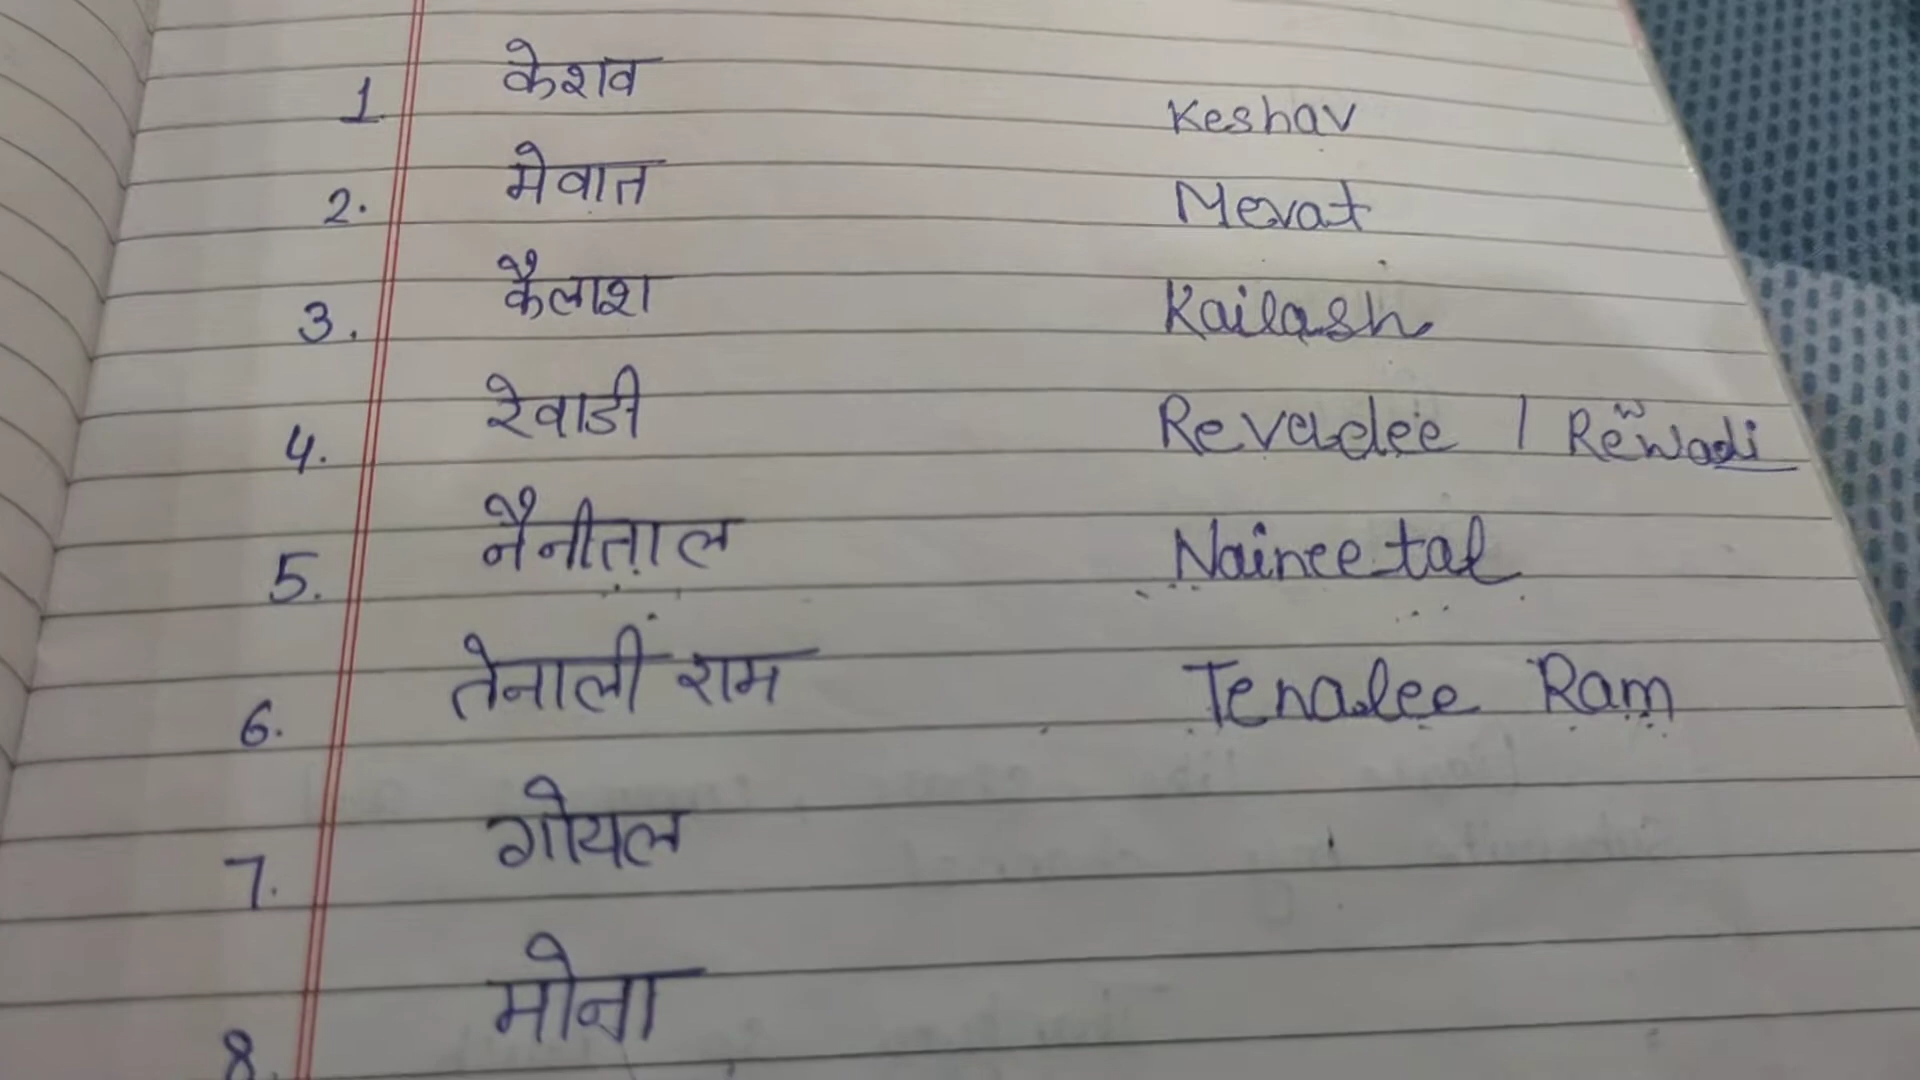 1. केशव Keshav
2. मेवात Mevat
3. कैलाश Kailash
4. रेवाडी Revadee / Rewadi
5. नैनीताल Naineetal
6. तेनाली राम Tenalee Ram
7. गोयल
8. मोना